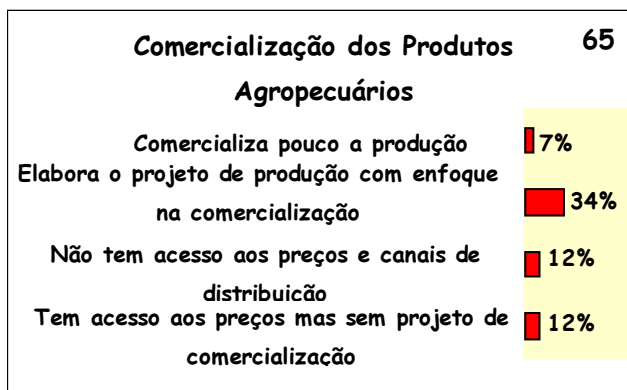 Comercialização dos Produtos 65
Agropecuários
Comercializa pouco a produção 7%
Elabora o projeto de produção com enfoque
na comercialização 34%
Não tem acesso aos preços e canais de
distribuicão 12%
Tem acesso aos preços mas sem projeto de
comercialização 12%